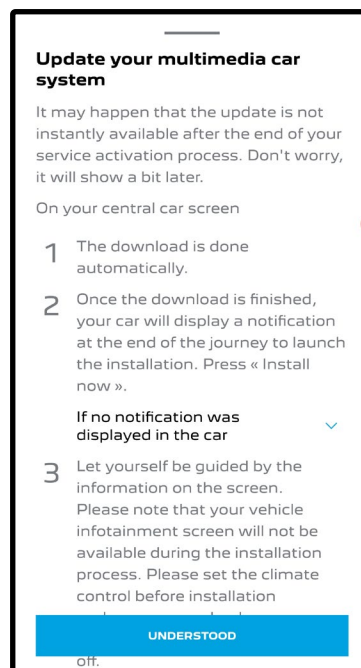 Update your multimedia car
system
It may happen that the update is not
instantly available after the end of your
service activation process. Don't worry,
it will show a bit later.
On your central car screen
1 The download is done
automatically.
2 Once the download is finished,
your car will display a notification
at the end of the journey to launch
the installation. Press « Install
now ».
If no notification was
displayed in the car
3 Let yourself be guided by the
information on the screen.
Please note that your vehicle
infotainment screen will not be
available during the installation
process. Please set the climate
control before installation
UNDERSTOOD
off.